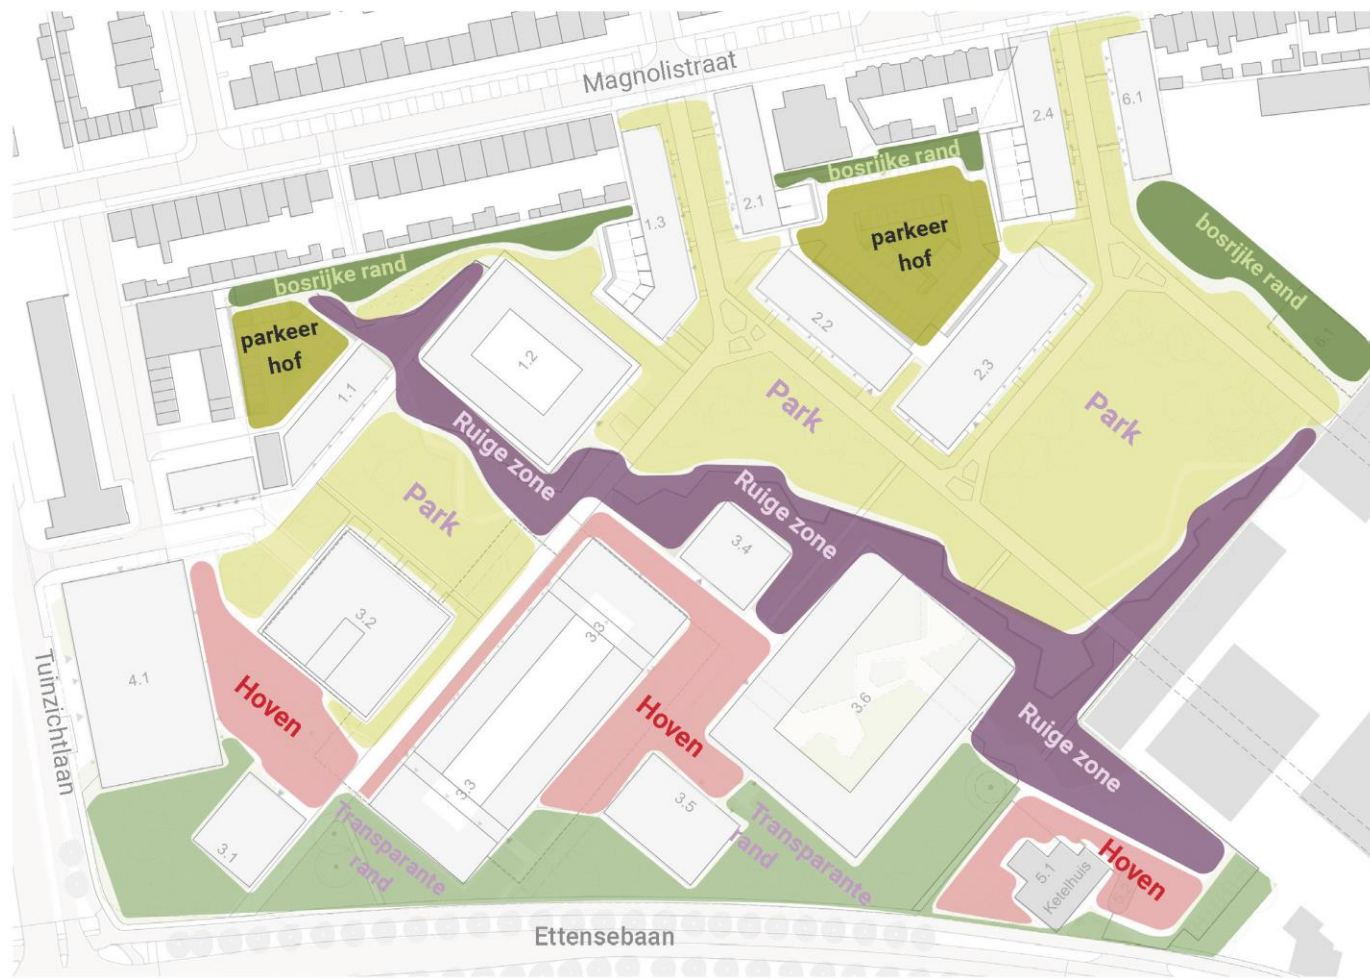 Magnolistraat
6.1
2.4
2.1
bosrijke rand
1.3
parkeer
hof
bosrijke rand
bosrijke rand
parkeer
hof
2.2
6.1
1.2
2.3
1.1
Park
Park
Ruige zone
Park
Ruige zone
3.4
3.2
3.3
4.1
Tuinzichtlaan
Hoven
Hoven
3.6
Ruige zone
3.3
3.5
Transparante
rand
Transparante
rand
3.1
Hoven
5.1
Ketelhuis
Ettensebaan